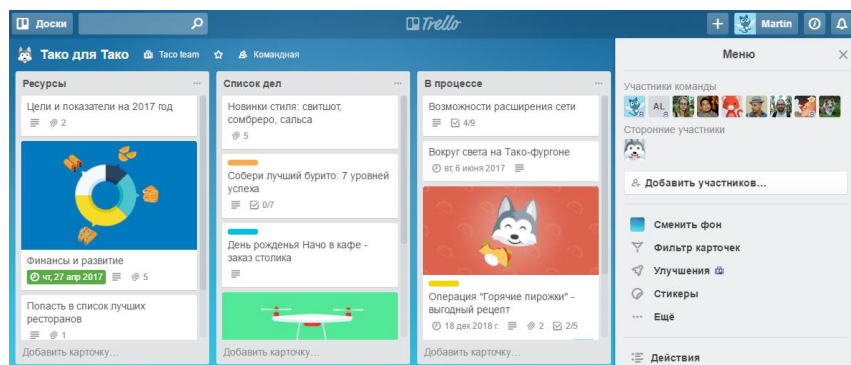 Доски
Trello
Martin
Тако для Тако
Taco team
Командная
Меню
Ресурсы
Цели и показатели на 2017 год
2
Финансы и развитие
чт, 27 апр 2017
5
Попасть в список лучших
ресторанов
1
Добавить карточку…
Список дел
Новинки стиля: свитшот,
сомбреро, сальса
5
Собери лучший бурито: 7 уровней
успеха
0/7
День рожденья Начо в кафе -
заказ столика
Добавить карточку…
В процессе
Возможности расширения сети
4/9
Вокруг света на Тако-фургоне
вт, 6 июня 2017
Операция "Горячие пирожки" -
выгодный рецепт
18 дек 2018 г.
2
2/5
Добавить карточку…
Участники команды
AL
Сторонние участники
Добавить участников…
Сменить фон
Фильтр карточек
Улучшения
Стикеры
Ещё
Действия